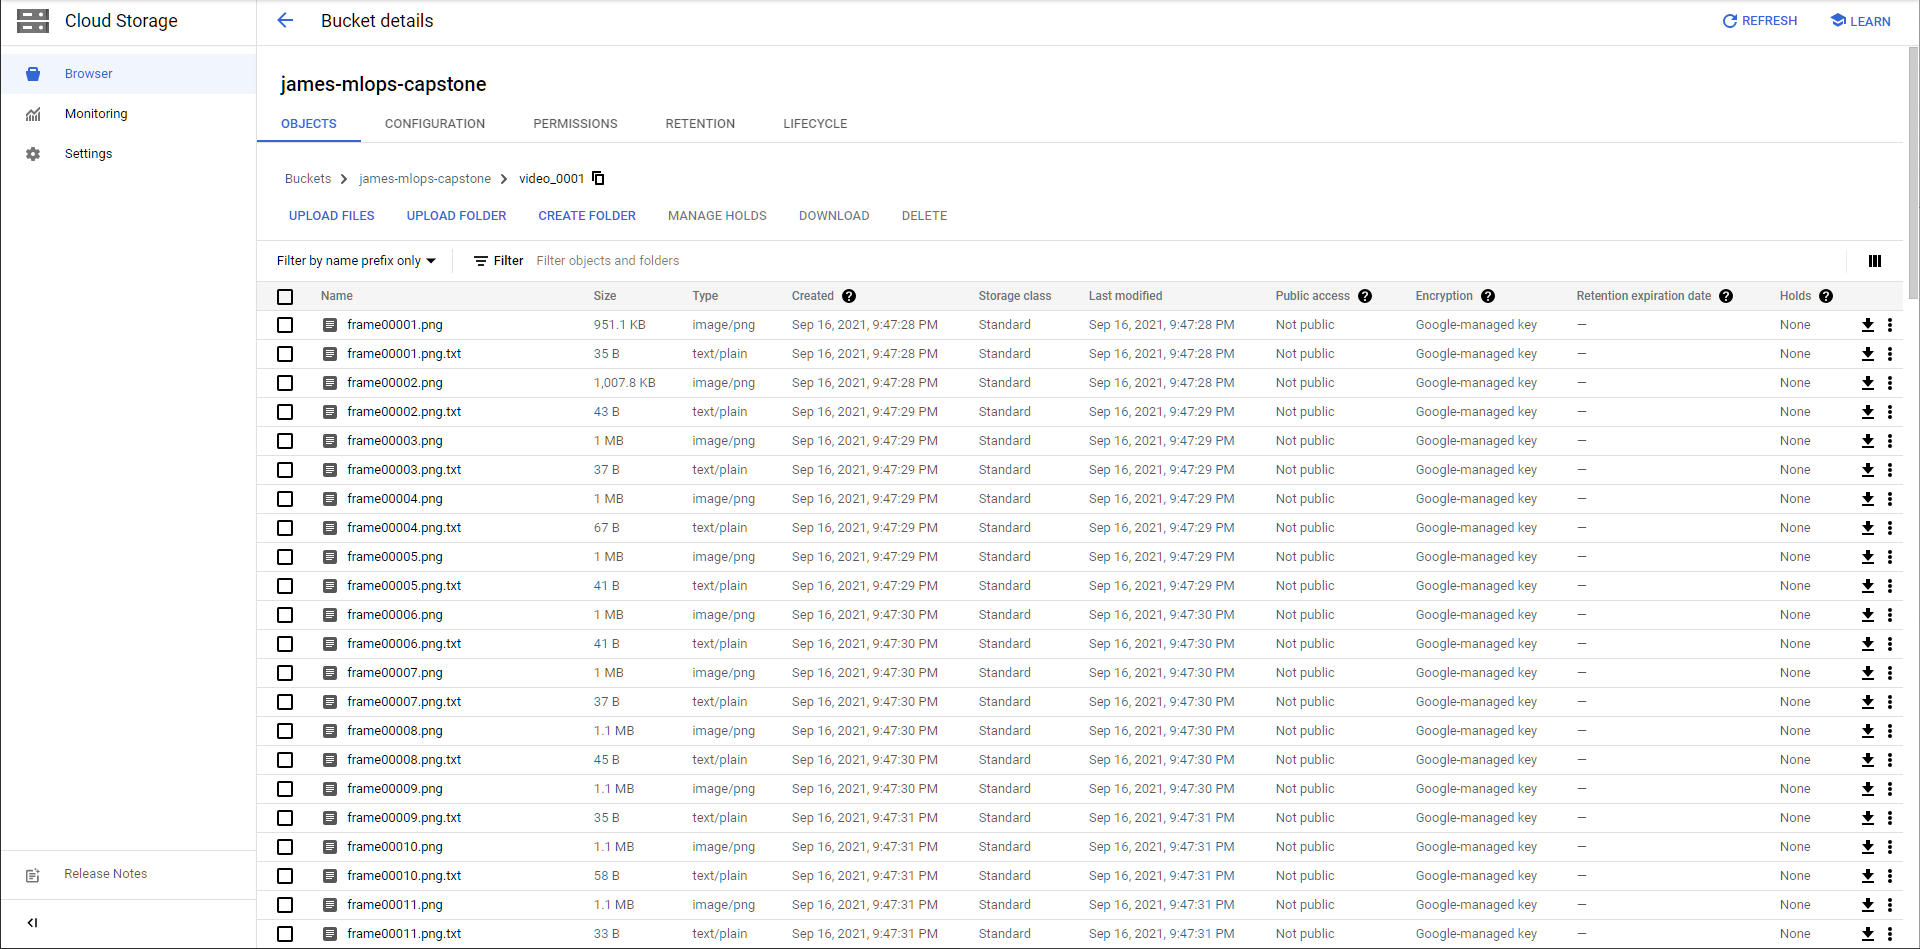 Cloud Storage
Bucket details
REFRESH
LEARN
Browser
Monitoring
Settings
Release Notes
james-mlops-capstone
OBJECTS CONFIGURATION PERMISSIONS RETENTION LIFECYCLE
Buckets > james-mlops-capstone > video_0001
UPLOAD FILES UPLOAD FOLDER CREATE FOLDER MANAGE HOLDS DOWNLOAD DELETE
Filter by name prefix only Filter Filter objects and folders
Name Size Type Created Storage class Last modified Public access Encryption Retention expiration date Holds
frame00001.png 951.1 KB image/png Sep 16, 2021, 9:47:28 PM Standard Sep 16, 2021, 9:47:28 PM Not public Google-managed key — None
frame00001.png.txt 35 B text/plain Sep 16, 2021, 9:47:28 PM Standard Sep 16, 2021, 9:47:28 PM Not public Google-managed key — None
frame00002.png 1,007.8 KB image/png Sep 16, 2021, 9:47:28 PM Standard Sep 16, 2021, 9:47:28 PM Not public Google-managed key — None
frame00002.png.txt 43 B text/plain Sep 16, 2021, 9:47:29 PM Standard Sep 16, 2021, 9:47:29 PM Not public Google-managed key — None
frame00003.png 1 MB image/png Sep 16, 2021, 9:47:29 PM Standard Sep 16, 2021, 9:47:29 PM Not public Google-managed key — None
frame00003.png.txt 37 B text/plain Sep 16, 2021, 9:47:29 PM Standard Sep 16, 2021, 9:47:29 PM Not public Google-managed key — None
frame00004.png 1 MB image/png Sep 16, 2021, 9:47:29 PM Standard Sep 16, 2021, 9:47:29 PM Not public Google-managed key — None
frame00004.png.txt 67 B text/plain Sep 16, 2021, 9:47:29 PM Standard Sep 16, 2021, 9:47:29 PM Not public Google-managed key — None
frame00005.png 1 MB image/png Sep 16, 2021, 9:47:29 PM Standard Sep 16, 2021, 9:47:29 PM Not public Google-managed key — None
frame00005.png.txt 41 B text/plain Sep 16, 2021, 9:47:29 PM Standard Sep 16, 2021, 9:47:29 PM Not public Google-managed key — None
frame00006.png 1 MB image/png Sep 16, 2021, 9:47:30 PM Standard Sep 16, 2021, 9:47:30 PM Not public Google-managed key — None
frame00006.png.txt 41 B text/plain Sep 16, 2021, 9:47:30 PM Standard Sep 16, 2021, 9:47:30 PM Not public Google-managed key — None
frame00007.png 1 MB image/png Sep 16, 2021, 9:47:30 PM Standard Sep 16, 2021, 9:47:30 PM Not public Google-managed key — None
frame00007.png.txt 37 B text/plain Sep 16, 2021, 9:47:30 PM Standard Sep 16, 2021, 9:47:30 PM Not public Google-managed key — None
frame00008.png 1.1 MB image/png Sep 16, 2021, 9:47:30 PM Standard Sep 16, 2021, 9:47:30 PM Not public Google-managed key — None
frame00008.png.txt 45 B text/plain Sep 16, 2021, 9:47:30 PM Standard Sep 16, 2021, 9:47:30 PM Not public Google-managed key — None
frame00009.png 1.1 MB image/png Sep 16, 2021, 9:47:30 PM Standard Sep 16, 2021, 9:47:30 PM Not public Google-managed key — None
frame00009.png.txt 35 B text/plain Sep 16, 2021, 9:47:31 PM Standard Sep 16, 2021, 9:47:31 PM Not public Google-managed key — None
frame00010.png 1.1 MB image/png Sep 16, 2021, 9:47:31 PM Standard Sep 16, 2021, 9:47:31 PM Not public Google-managed key — None
frame00010.png.txt 58 B text/plain Sep 16, 2021, 9:47:31 PM Standard Sep 16, 2021, 9:47:31 PM Not public Google-managed key — None
frame00011.png 1.1 MB image/png Sep 16, 2021, 9:47:31 PM Standard Sep 16, 2021, 9:47:31 PM Not public Google-managed key — None
frame00011.png.txt 33 B text/plain Sep 16, 2021, 9:47:31 PM Standard Sep 16, 2021, 9:47:31 PM Not public Google-managed key — None